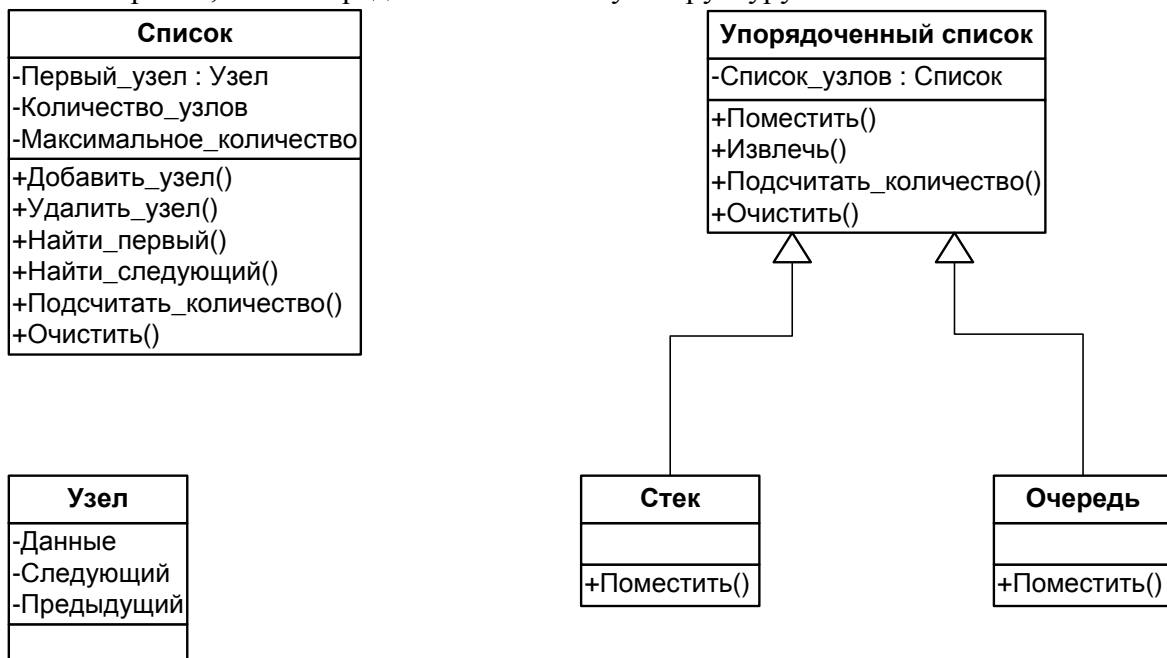 Список
-Первый_узел : Узел
-Количество_узлов
-Максимальное_количество
+Добавить_узел()
+Удалить_узел()
+Найти_первый()
+Найти_следующий()
+Подсчитать_количество()
+Очистить()
Упорядоченный список
-Список_узлов : Список
+Поместить()
+Извлечь()
+Подсчитать_количество()
+Очистить()
Узел
-Данные
-Следующий
-Предыдущий
Стек
+Поместить()
Очередь
+Поместить()